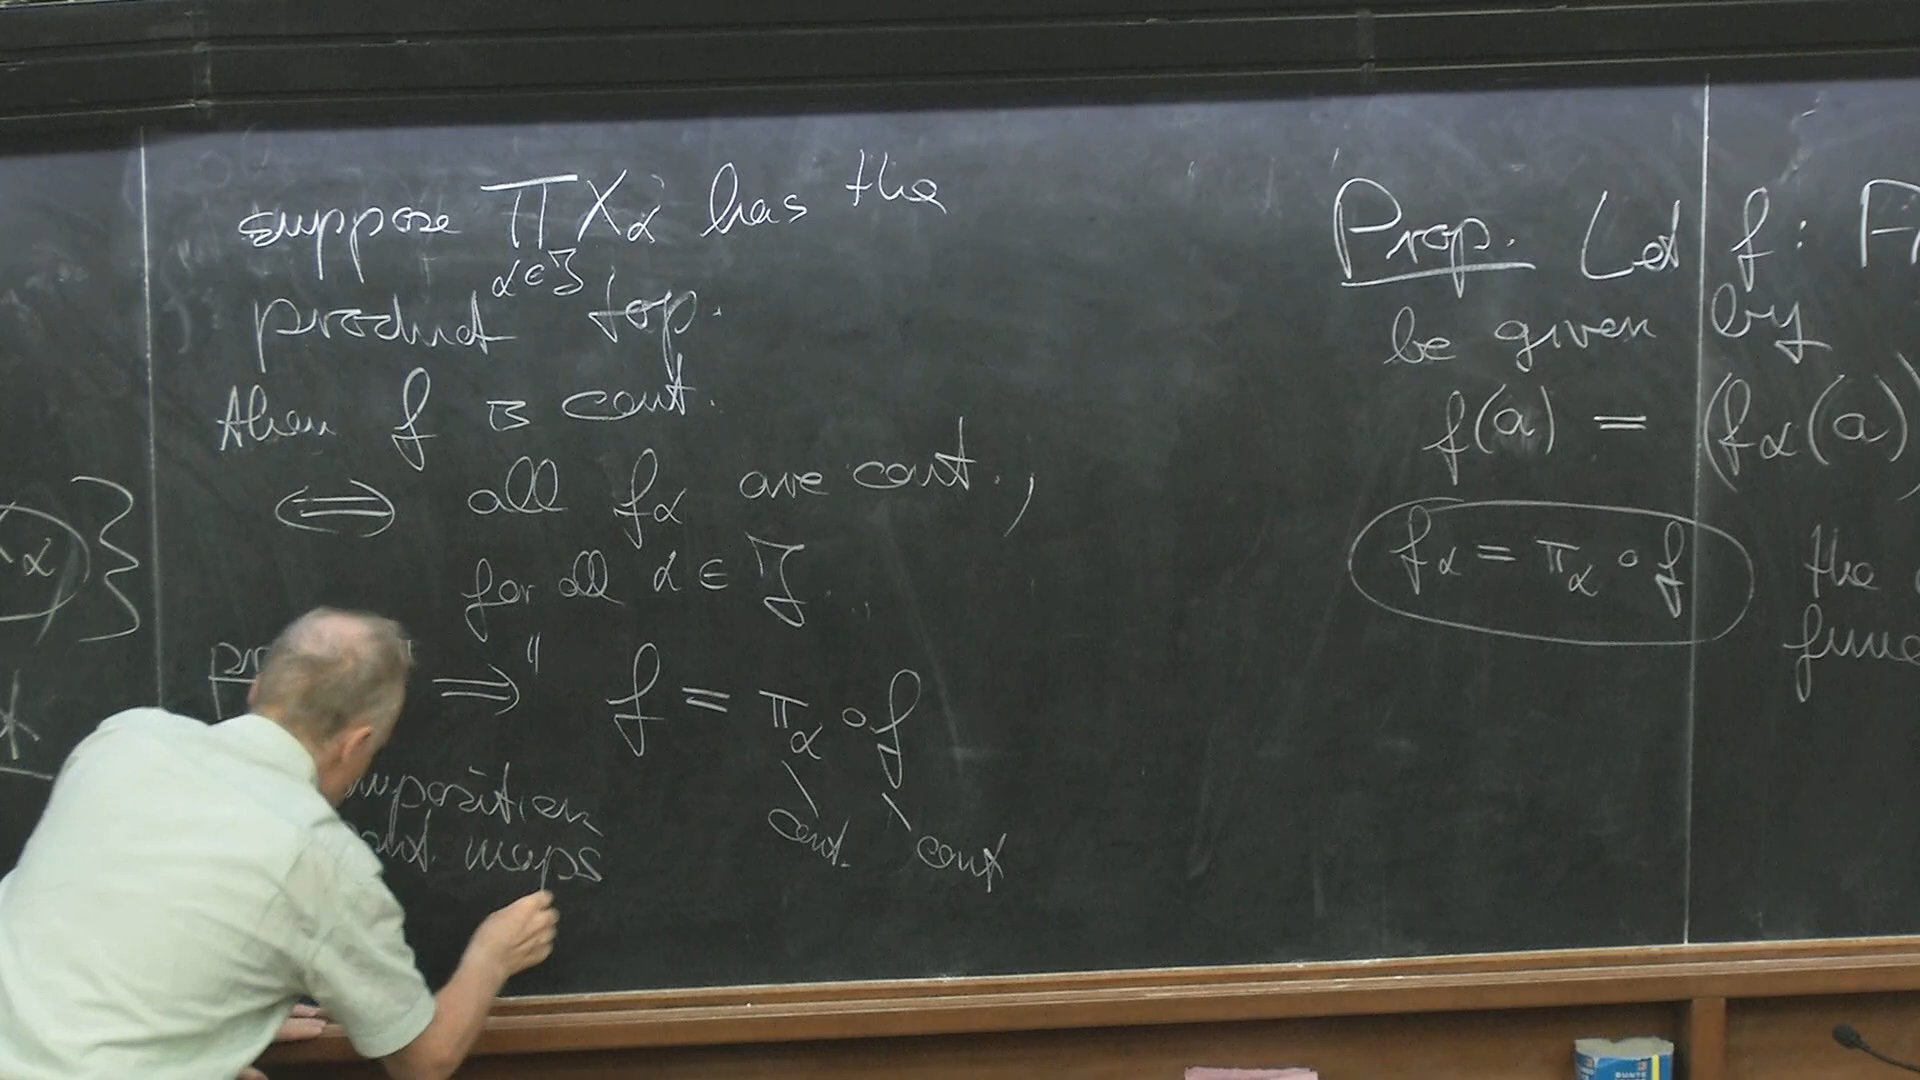 suppose ∏ Xα has the
α∈J
product top.
then f is cont.
⟺ all fα are cont.,
for all α ∈ J
"⟹" f = πα ∘ f
cont. cont
maps
Prop. Let f:
be given by
f(a) = (fα(a)
fα = πα ∘ f
the
Xα }
*